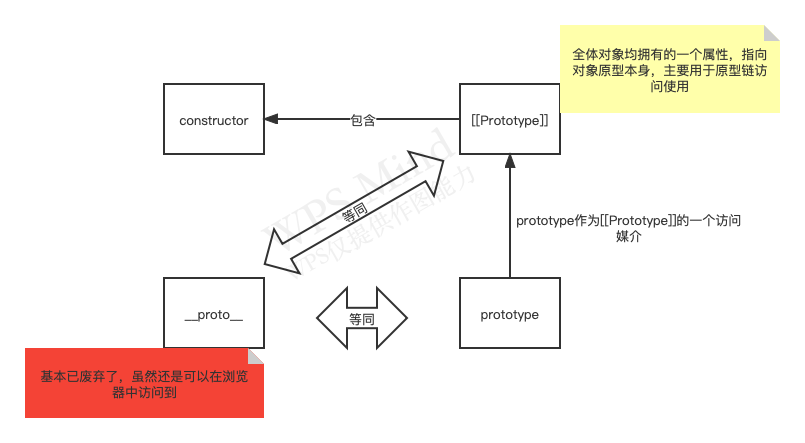 全体对象均拥有的一个属性，指向
对象原型本身，主要用于原型链访
问使用
constructor
包含
[[Prototype]]
WPS Mind
PS仅提供作图能力
等同
prototype作为[[Prototype]]的一个访问
媒介
__proto__
等同
prototype
基本已废弃了，虽然还是可以在浏览
器中访问到